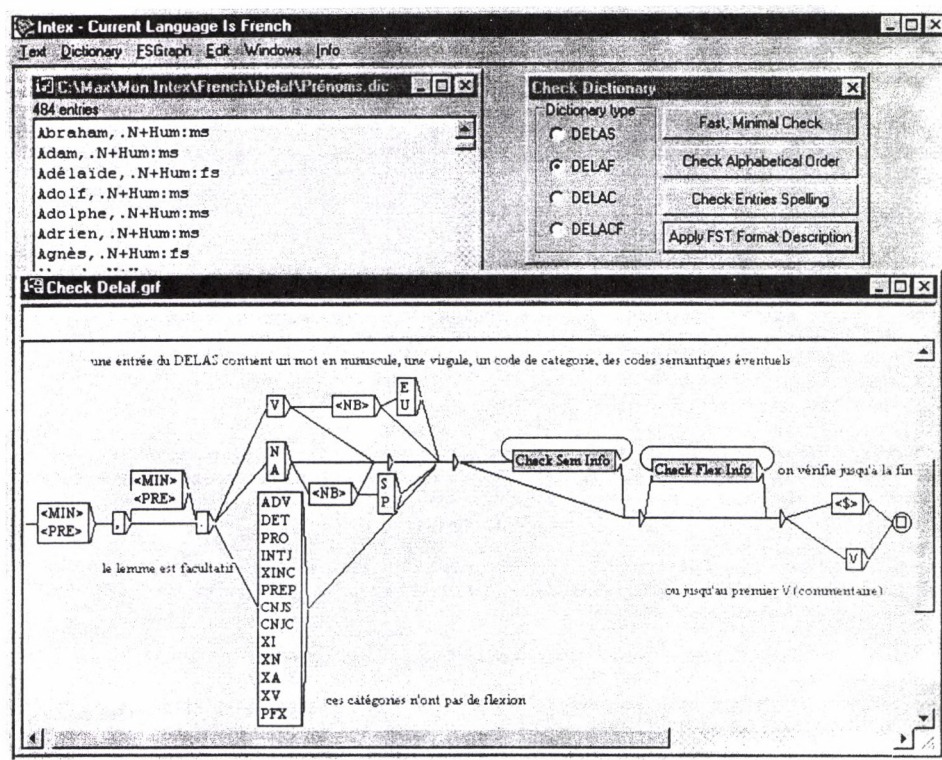 Intex - Current Language Is French
Text Dictionary FSGraph Edit Windows Info
C:\Max\Mon Intex\French\Delaf\Prénoms.dic
484 entries
Abraham,.N+Hum:ms
Adam,.N+Hum:ms
Adélaïde,.N+Hum:fs
Adolf,.N+Hum:ms
Adolphe,.N+Hum:ms
Adrien,.N+Hum:ms
Agnès,.N+Hum:fs
Check Dictionary
Dictionary type
DELAS
DELAF
DELAC
DELACF
Fast, Minimal Check
Check Alphabetical Order
Check Entries Spelling
Apply FST Format Description
Check Delaf.grf
une entrée du DELAS contient un mot en minuscule, une virgule, un code de categorie, des codes semantiques éventuels
<MIN>
<PRE>
,
<MIN>
<PRE>
.
le lemme est facultatif
V
<NB>
E
U
N
A
<NB>
S
P
ADV
DET
PRO
INTJ
XINC
PREP
CNJS
CNJC
XI
XN
XA
XV
PFX
ces catégories n'ont pas de flexion
Check Sem Info
Check Flex Info
on vérifie jusqu'à la fin
<$>
V
ou jusqu'au premier V (commentaire)